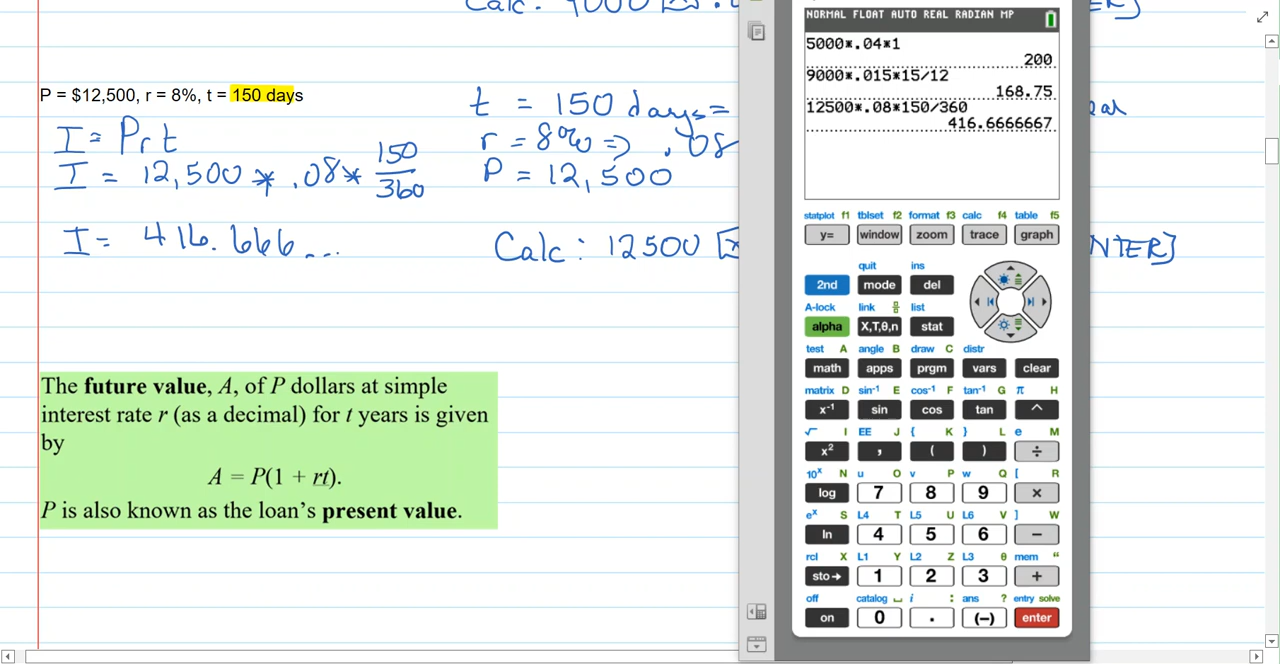 Calc: 9000
ER]
P = $12,500, r = 8%, t = 150 days
t = 150 days =
I = Prt
r = 8% => .08
I = 12,500 * .08 * 150/360
P = 12,500
I = 416.666...
Calc: 12500 [x
NTER]
The future value, A, of P dollars at simple
interest rate r (as a decimal) for t years is given
by
A = P(1 + rt).
P is also known as the loan's present value.
NORMAL FLOAT AUTO REAL RADIAN MP
5000*.04*1
200
9000*.015*15/12
168.75
12500*.08*150/360
416.6666667
statplot f1 tblset f2 format f3 calc f4 table f5
y= window zoom trace graph
quit ins
2nd mode del
A-lock link list
alpha X,T,θ,n stat
test A angle B draw C distr
math apps prgm vars clear
matrix D sin⁻¹ E cos⁻¹ F tan⁻¹ G π H
x⁻¹ sin cos tan ^
√ I EE J { K } L e M
x² , ( ) ÷
10ˣ N u O v P w Q [ R
log 7 8 9 ×
eˣ S L4 T L5 U L6 V ] W
ln 4 5 6 −
rcl X L1 Y L2 Z L3 θ mem "
sto→ 1 2 3 +
off catalog ⎵ i : ans ? entry solve
on 0 . (−) enter